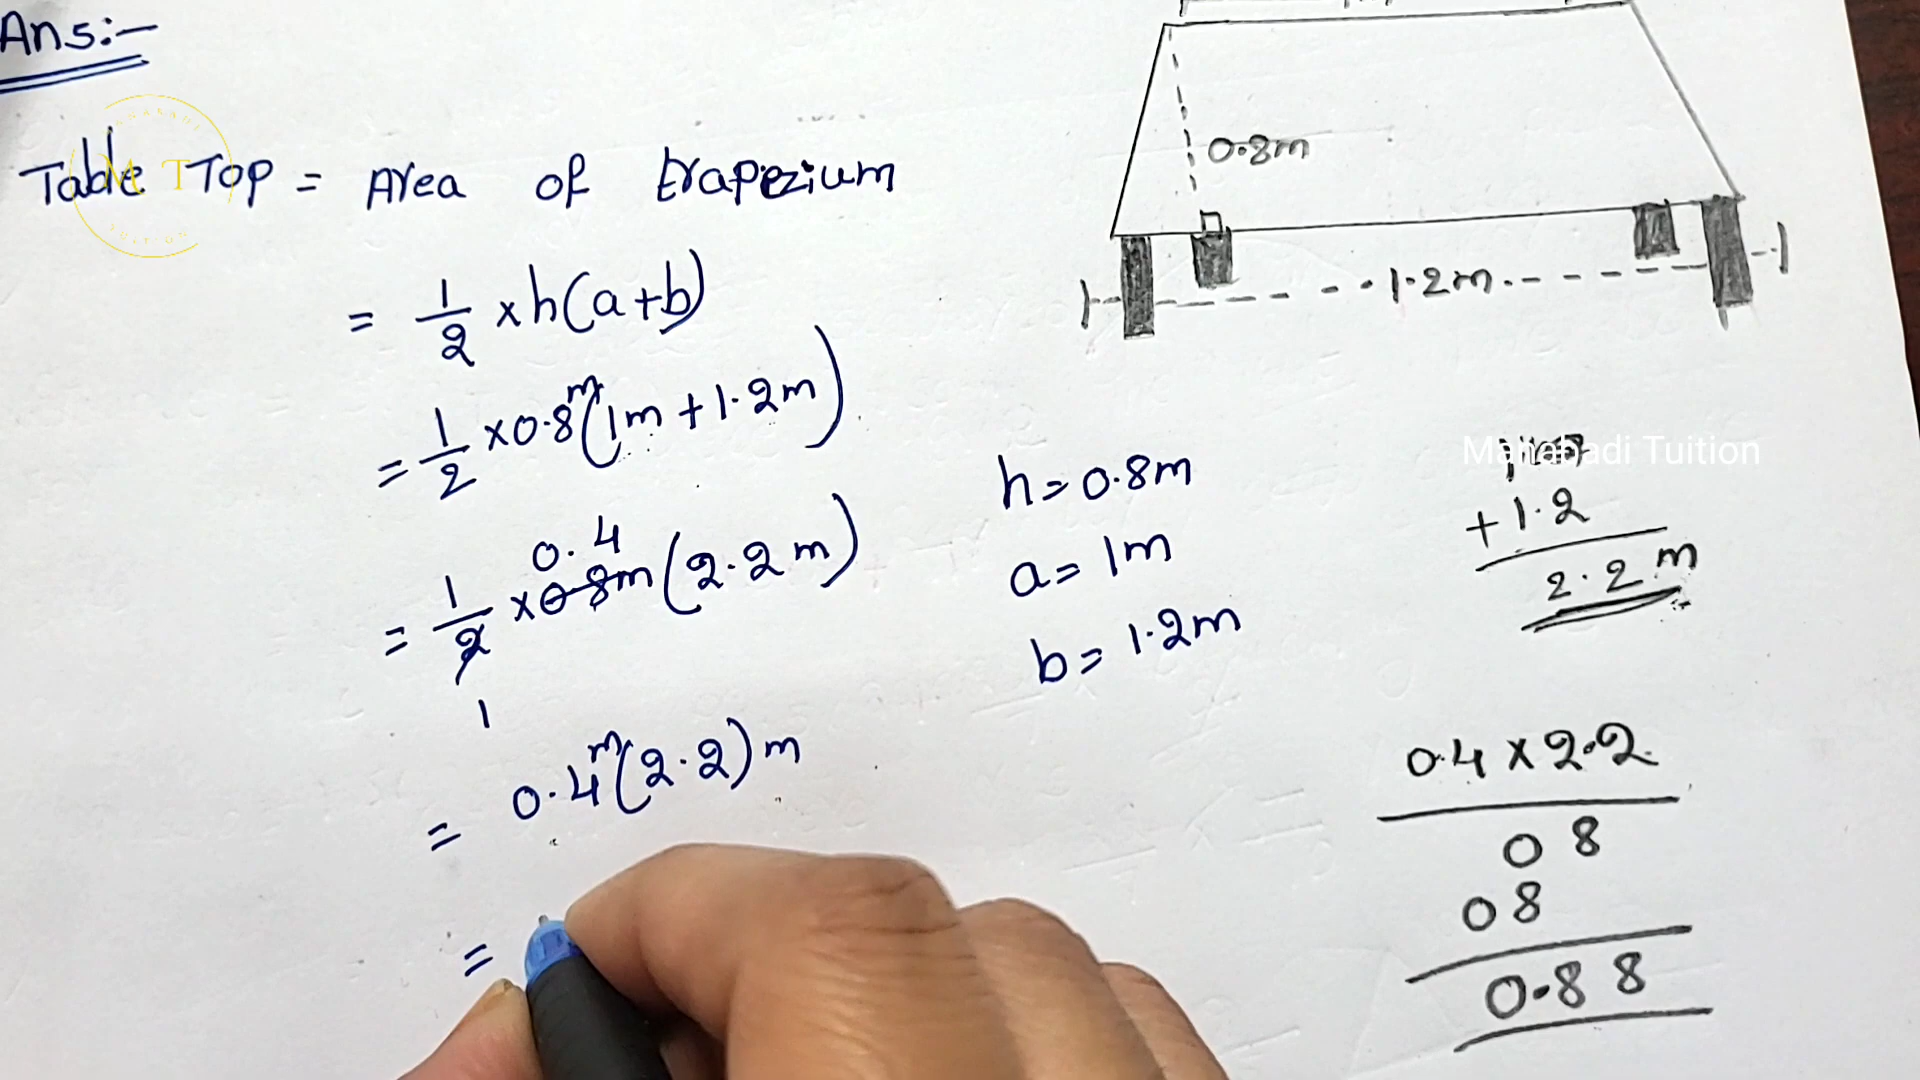 Ans:-
Table Top = Area of trapezium
= 1/2 x h(a+b)
= 1/2 x 0.8m(1m + 1.2m)
0.4
= 1/2 x 0.8m (2.2m)
1
= 0.4m(2.2)m
=
0.8m
1.2m
h= 0.8m
a= 1m
b= 1.2m
Tuition
+ 1.2
2.2 m
0.4 x 2.2
0 8
0 8
0.8 8
M T
TUITION